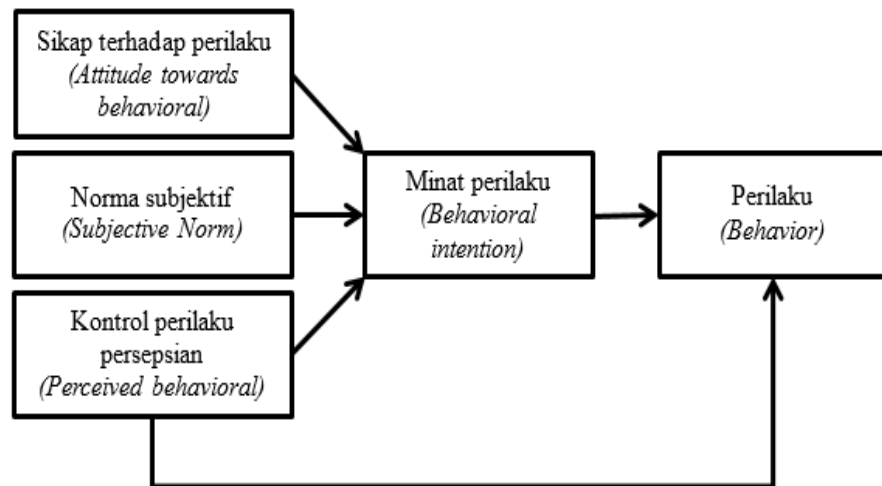 Sikap terhadap perilaku
(Attitude towards
behavioral)
Norma subjektif
(Subjective Norm)
Kontrol perilaku
persepsian
(Perceived behavioral)
Minat perilaku
(Behavioral
intention)
Perilaku
(Behavior)